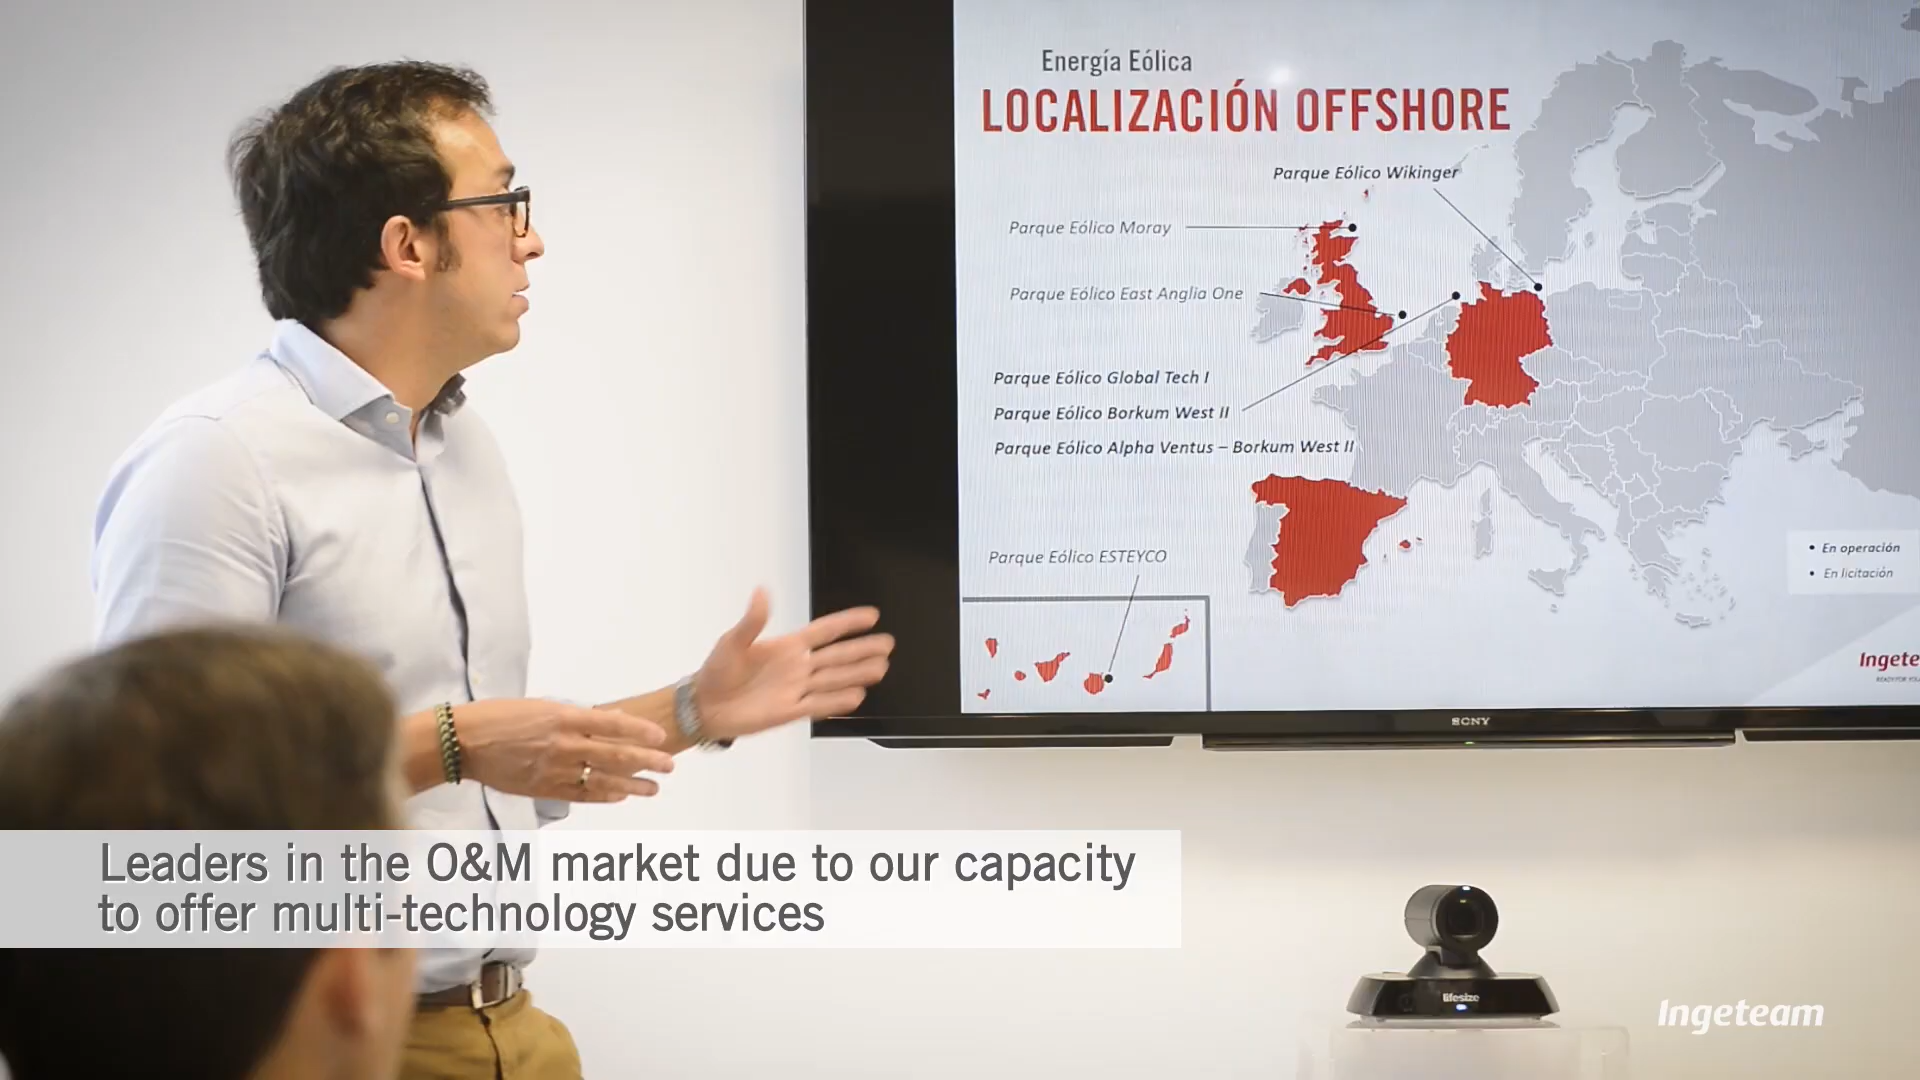 Energía Eólica
LOCALIZACIÓN OFFSHORE
Parque Eólico Wikinger
Parque Eólico Moray
Parque Eólico East Anglia One
Parque Eólico Global Tech I
Parque Eólico Borkum West II
Parque Eólico Alpha Ventus – Borkum West II
Parque Eólico ESTEYCO
• En operación
• En licitación
Ingete
SONY
Leaders in the O&M market due to our capacity
to offer multi-technology services
lifesize
Ingeteam